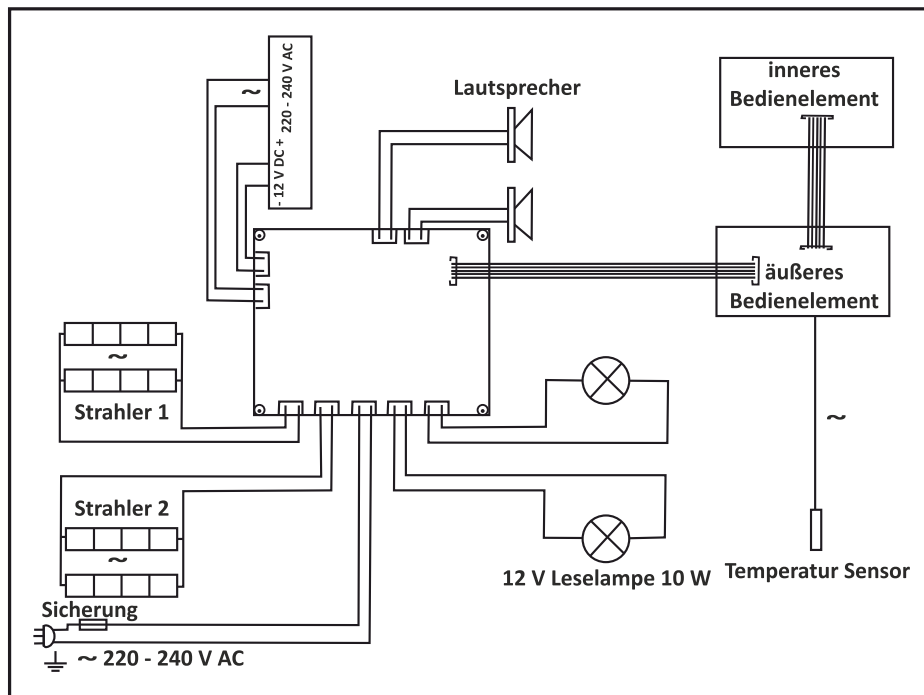 ~ 220 - 240 V AC
- 12 V DC +
Lautsprecher
inneres
Bedienelement
äußeres
Bedienelement
~
Strahler 1
Strahler 2
~
12 V Leselampe 10 W
~
Temperatur Sensor
Sicherung
~ 220 - 240 V AC